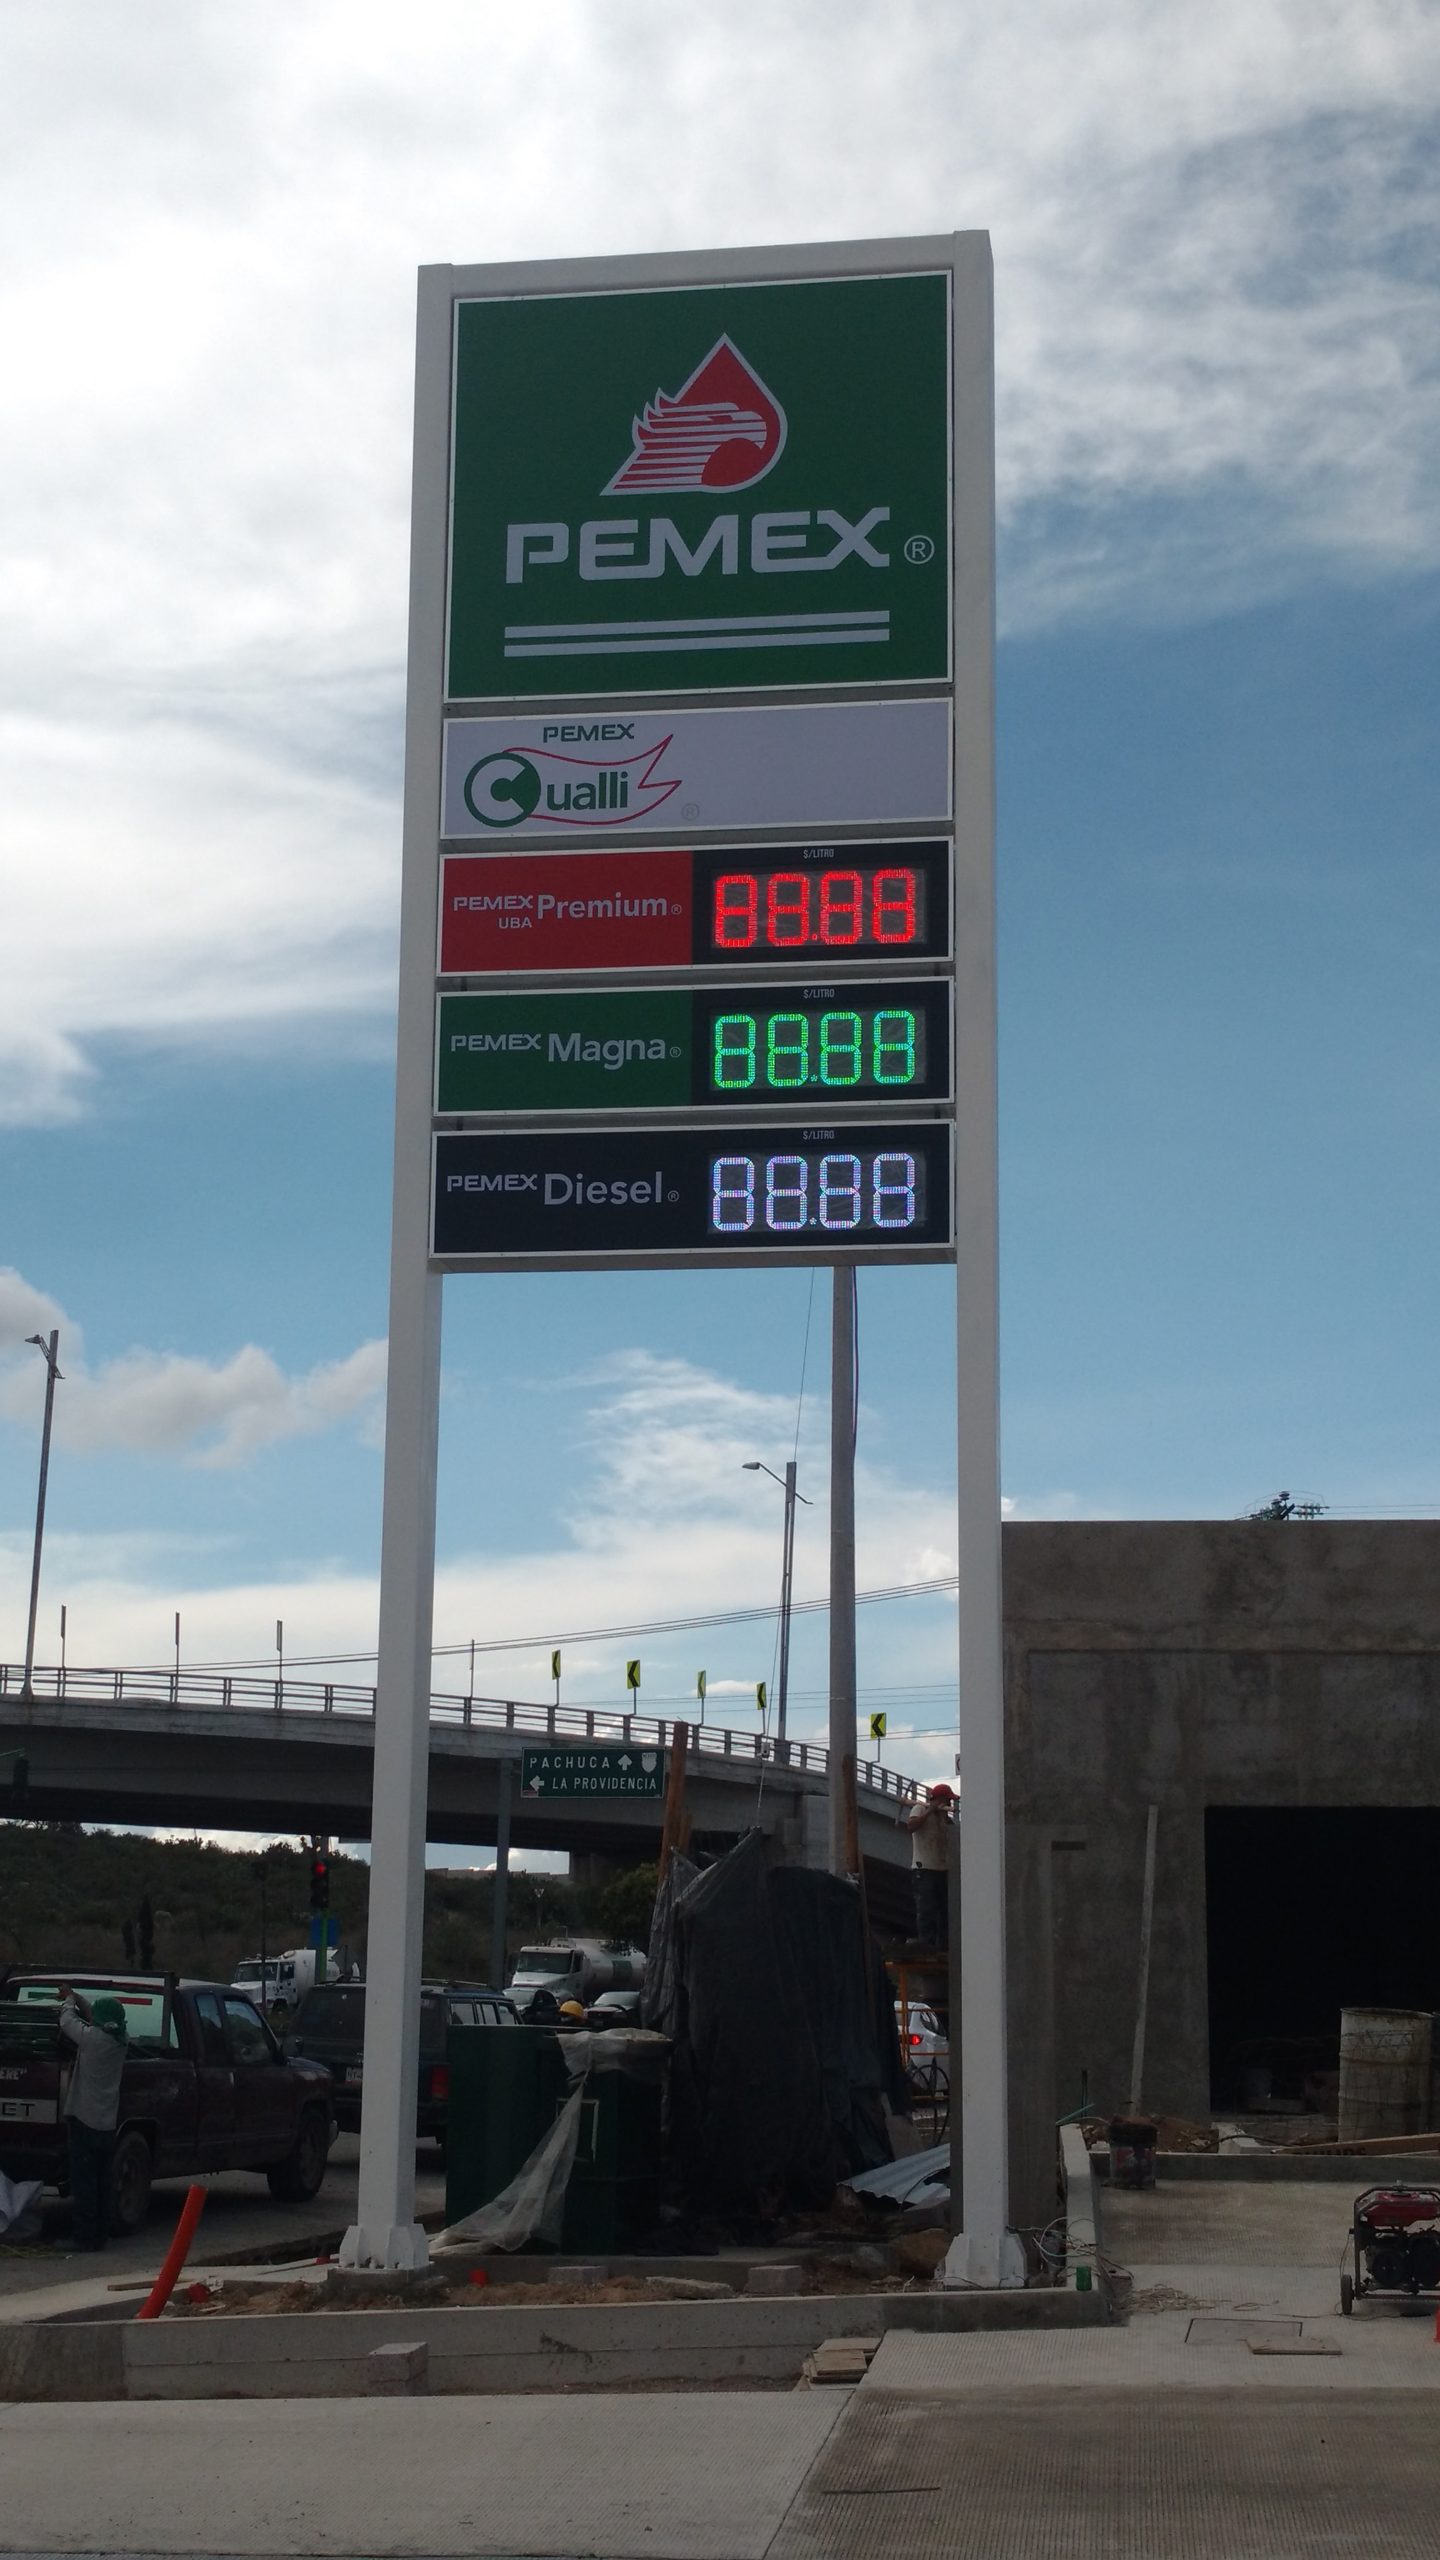 PEMEX®
PEMEX
Cualli ®
$/LITRO
PEMEX Premium®
UBA
88.88
$/LITRO
PEMEX Magna®
88.88
$/LITRO
PEMEX Diesel®
88.88
PACHUCA
LA PROVIDENCIA
ET